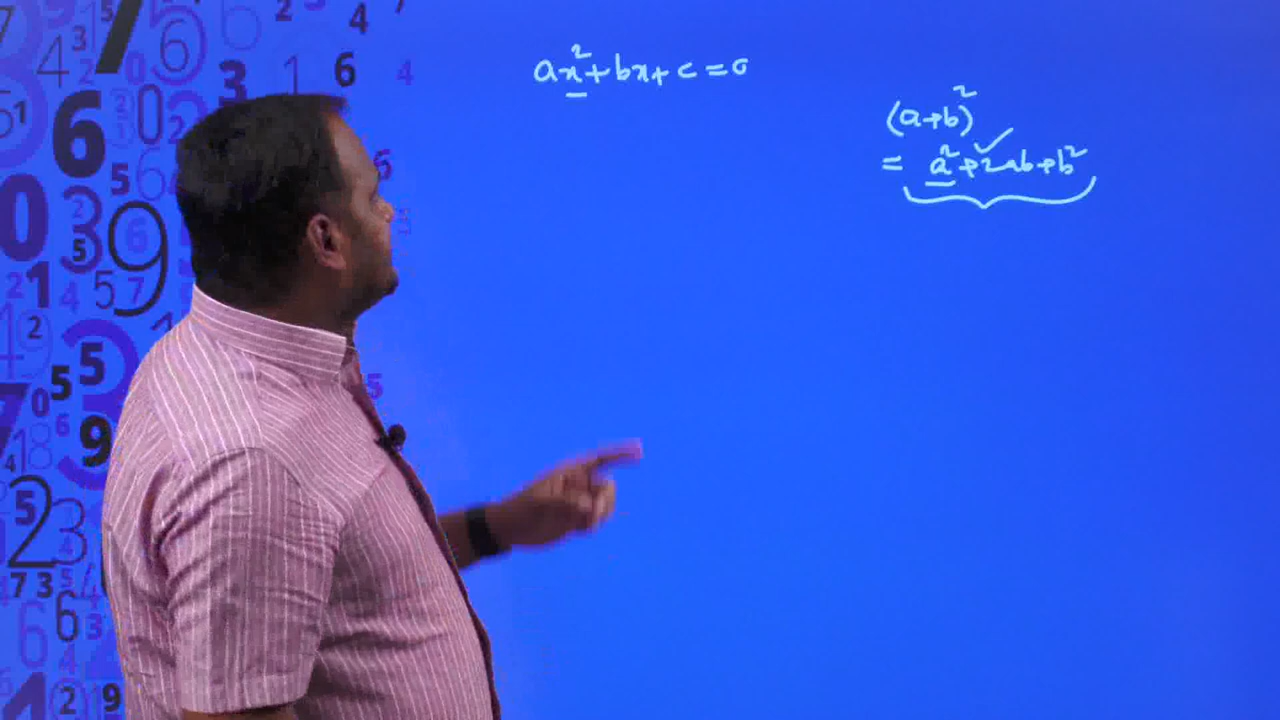 ax²+bx+c=0
(a+b)²
= a²+2ab+b²